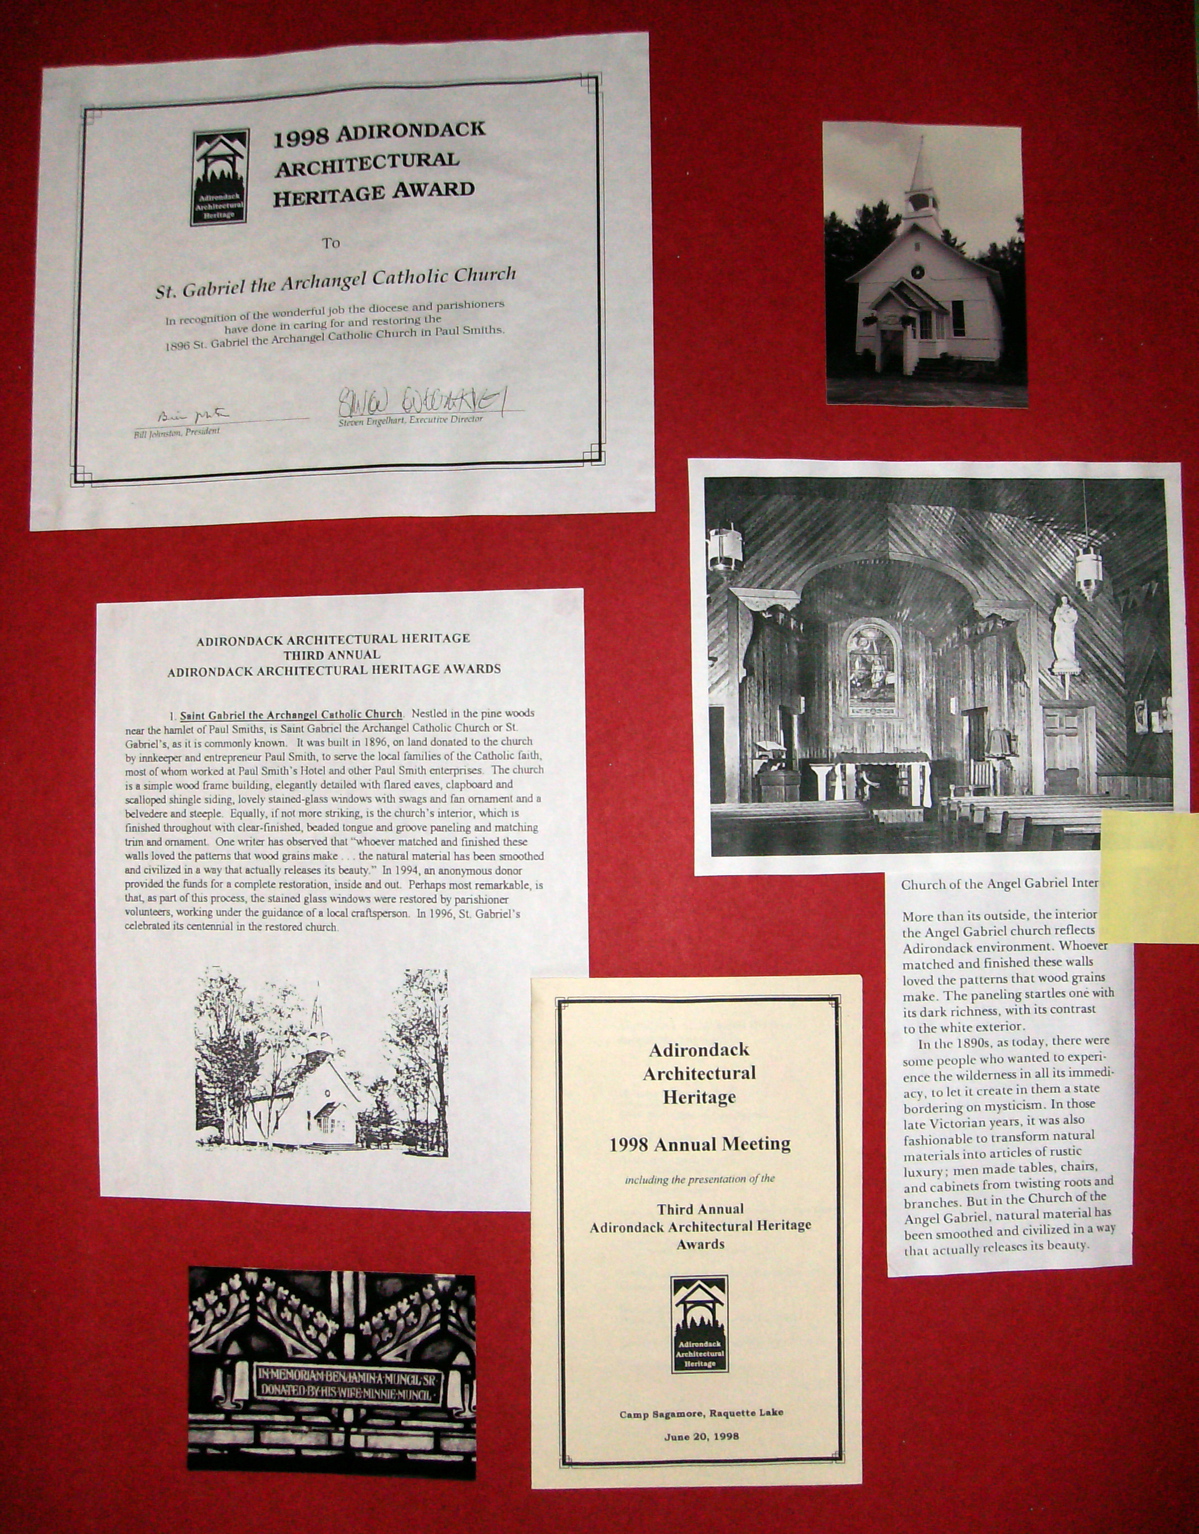 1998 ADIRONDACK
ARCHITECTURAL
HERITAGE AWARD
Adirondack
Architectural
Heritage
To
St. Gabriel the Archangel Catholic Church
In recognition of the wonderful job the diocese and parishioners
have done in caring for and restoring the
1896 St. Gabriel the Archangel Catholic Church in Paul Smiths.
Bill Johnston, President
Steven Engelhart, Executive Director
ADIRONDACK ARCHITECTURAL HERITAGE
THIRD ANNUAL
ADIRONDACK ARCHITECTURAL HERITAGE AWARDS
1. Saint Gabriel the Archangel Catholic Church. Nestled in the pine woods
near the hamlet of Paul Smiths, is Saint Gabriel the Archangel Catholic Church or St.
Gabriel's, as it is commonly known. It was built in 1896, on land donated to the church
by innkeeper and entrepreneur Paul Smith, to serve the local families of the Catholic faith,
most of whom worked at Paul Smith's Hotel and other Paul Smith enterprises. The church
is a simple wood frame building, elegantly detailed with flared eaves, clapboard and
scalloped shingle siding, lovely stained-glass windows with swags and fan ornament and a
belvedere and steeple. Equally, if not more striking, is the church's interior, which is
finished throughout with clear-finished, beaded tongue and groove paneling and matching
trim and ornament. One writer has observed that "whoever matched and finished these
walls loved the patterns that wood grains make . . . the natural material has been smoothed
and civilized in a way that actually releases its beauty." In 1994, an anonymous donor
provided the funds for a complete restoration, inside and out. Perhaps most remarkable, is
that, as part of this process, the stained glass windows were restored by parishioner
volunteers, working under the guidance of a local craftsperson. In 1996, St. Gabriel's
celebrated its centennial in the restored church.
Church of the Angel Gabriel Inter
More than its outside, the interior
the Angel Gabriel church reflects
Adirondack environment. Whoever
matched and finished these walls
loved the patterns that wood grains
make. The paneling startles one with
its dark richness, with its contrast
to the white exterior.
In the 1890s, as today, there were
some people who wanted to experi-
ence the wilderness in all its immedi-
acy, to let it create in them a state
bordering on mysticism. In those
late Victorian years, it was also
fashionable to transform natural
materials into articles of rustic
luxury; men made tables, chairs,
and cabinets from twisting roots and
branches. But in the Church of the
Angel Gabriel, natural material has
been smoothed and civilized in a way
that actually releases its beauty.
Adirondack
Architectural
Heritage
1998 Annual Meeting
including the presentation of the
Third Annual
Adirondack Architectural Heritage
Awards
Adirondack
Architectural
Heritage
Camp Sagamore, Raquette Lake
June 20, 1998
IN·MEMORIAM·BENJAMIN·A·MUNCIL·SR·
DONATED·BY·HIS·WIFE·MINNIE·MUNCIL·